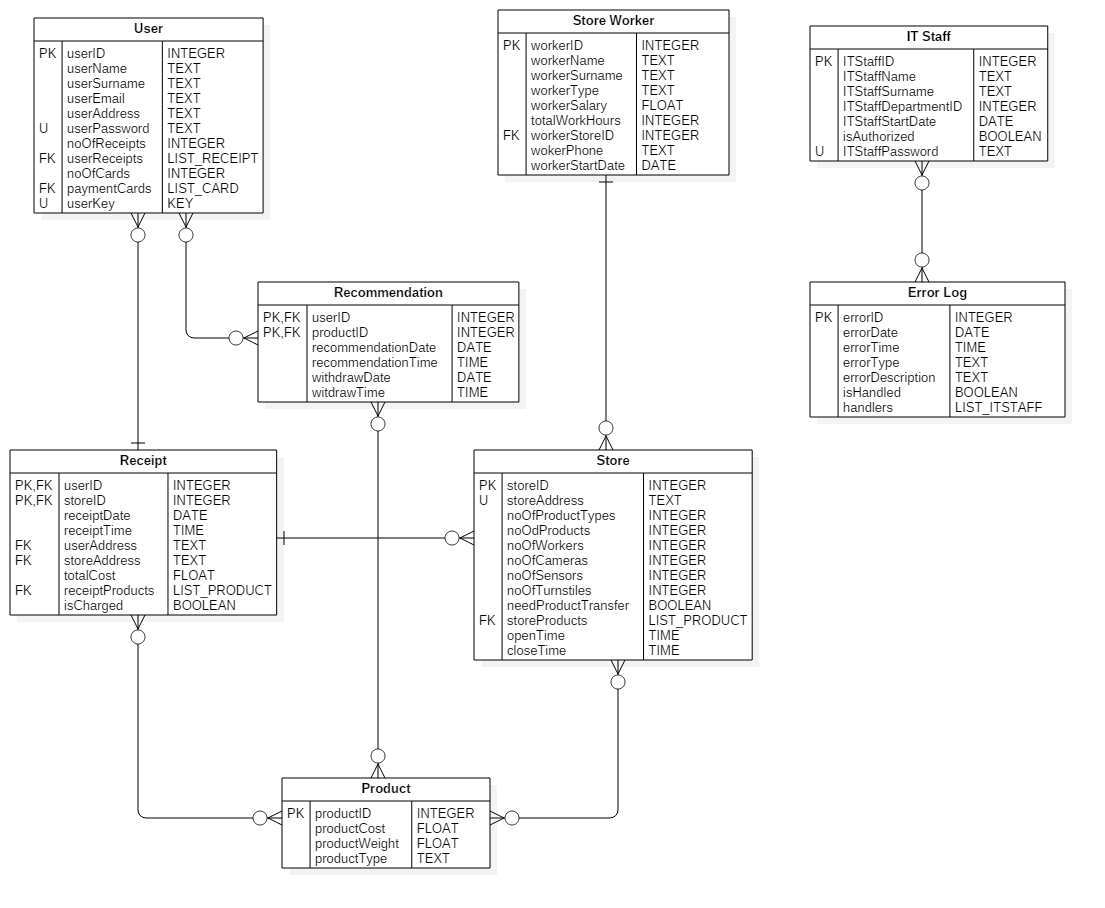 User
PK userID INTEGER
userName TEXT
userSurname TEXT
userEmail TEXT
userAddress TEXT
U userPassword TEXT
noOfReceipts INTEGER
FK userReceipts LIST_RECEIPT
noOfCards INTEGER
FK paymentCards LIST_CARD
U userKey KEY
Store Worker
PK workerID INTEGER
workerName TEXT
workerSurname TEXT
workerType TEXT
workerSalary FLOAT
totalWorkHours INTEGER
FK workerStoreID INTEGER
wokerPhone TEXT
workerStartDate DATE
IT Staff
PK ITStaffID INTEGER
ITStaffName TEXT
ITStaffSurname TEXT
ITStaffDepartmentID INTEGER
ITStaffStartDate DATE
isAuthorized BOOLEAN
U ITStaffPassword TEXT
Recommendation
PK,FK userID INTEGER
PK,FK productID INTEGER
recommendationDate DATE
recommendationTime TIME
withdrawDate DATE
witdrawTime TIME
Error Log
PK errorID INTEGER
errorDate DATE
errorTime TIME
errorType TEXT
errorDescription TEXT
isHandled BOOLEAN
handlers LIST_ITSTAFF
Receipt
PK,FK userID INTEGER
PK,FK storeID INTEGER
receiptDate DATE
receiptTime TIME
FK userAddress TEXT
FK storeAddress TEXT
totalCost FLOAT
FK receiptProducts LIST_PRODUCT
isCharged BOOLEAN
Store
PK storeID INTEGER
U storeAddress TEXT
noOfProductTypes INTEGER
noOdProducts INTEGER
noOfWorkers INTEGER
noOfCameras INTEGER
noOfSensors INTEGER
noOfTurnstiles INTEGER
needProductTransfer BOOLEAN
FK storeProducts LIST_PRODUCT
openTime TIME
closeTime TIME
Product
PK productID INTEGER
productCost FLOAT
productWeight FLOAT
productType TEXT